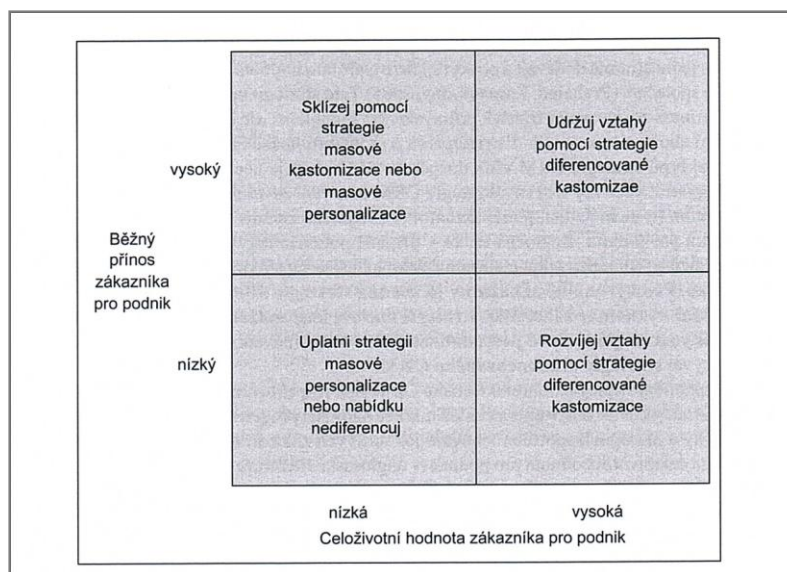 Sklízej pomocí
strategie
masové
kastomizace nebo
masové
personalizace
Udržuj vztahy
pomocí strategie
diferencované
kastomizae
vysoký
Běžný
přínos
zákazníka
pro podnik
Uplatni strategii
masové
personalizace
nebo nabídku
nediferencuj
Rozvíjej vztahy
pomocí strategie
diferencované
kastomizace
nízký
nízká
vysoká
Celoživotní hodnota zákazníka pro podnik